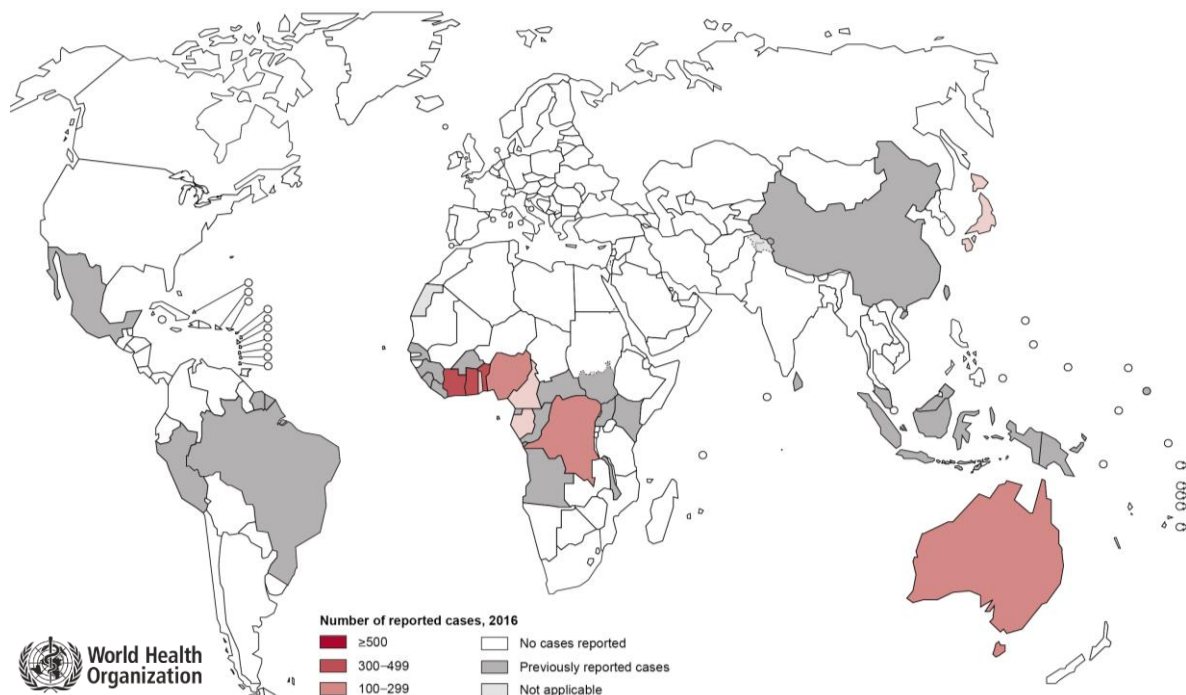 Number of reported cases, 2016
≥500
300–499
100–299
No cases reported
Previously reported cases
Not applicable
World Health
Organization